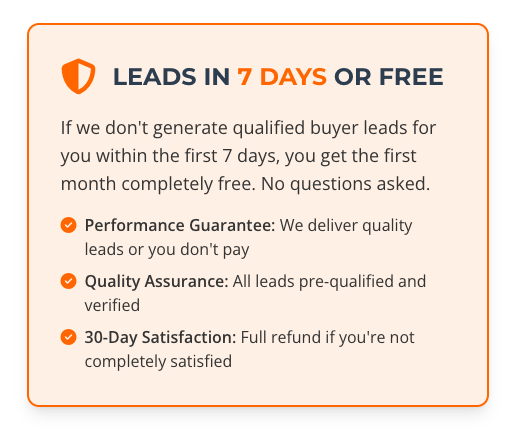 LEADS IN 7 DAYS OR FREE
If we don't generate qualified buyer leads for
you within the first 7 days, you get the first
month completely free. No questions asked.
Performance Guarantee: We deliver quality
leads or you don't pay
Quality Assurance: All leads pre-qualified and
verified
30-Day Satisfaction: Full refund if you're not
completely satisfied